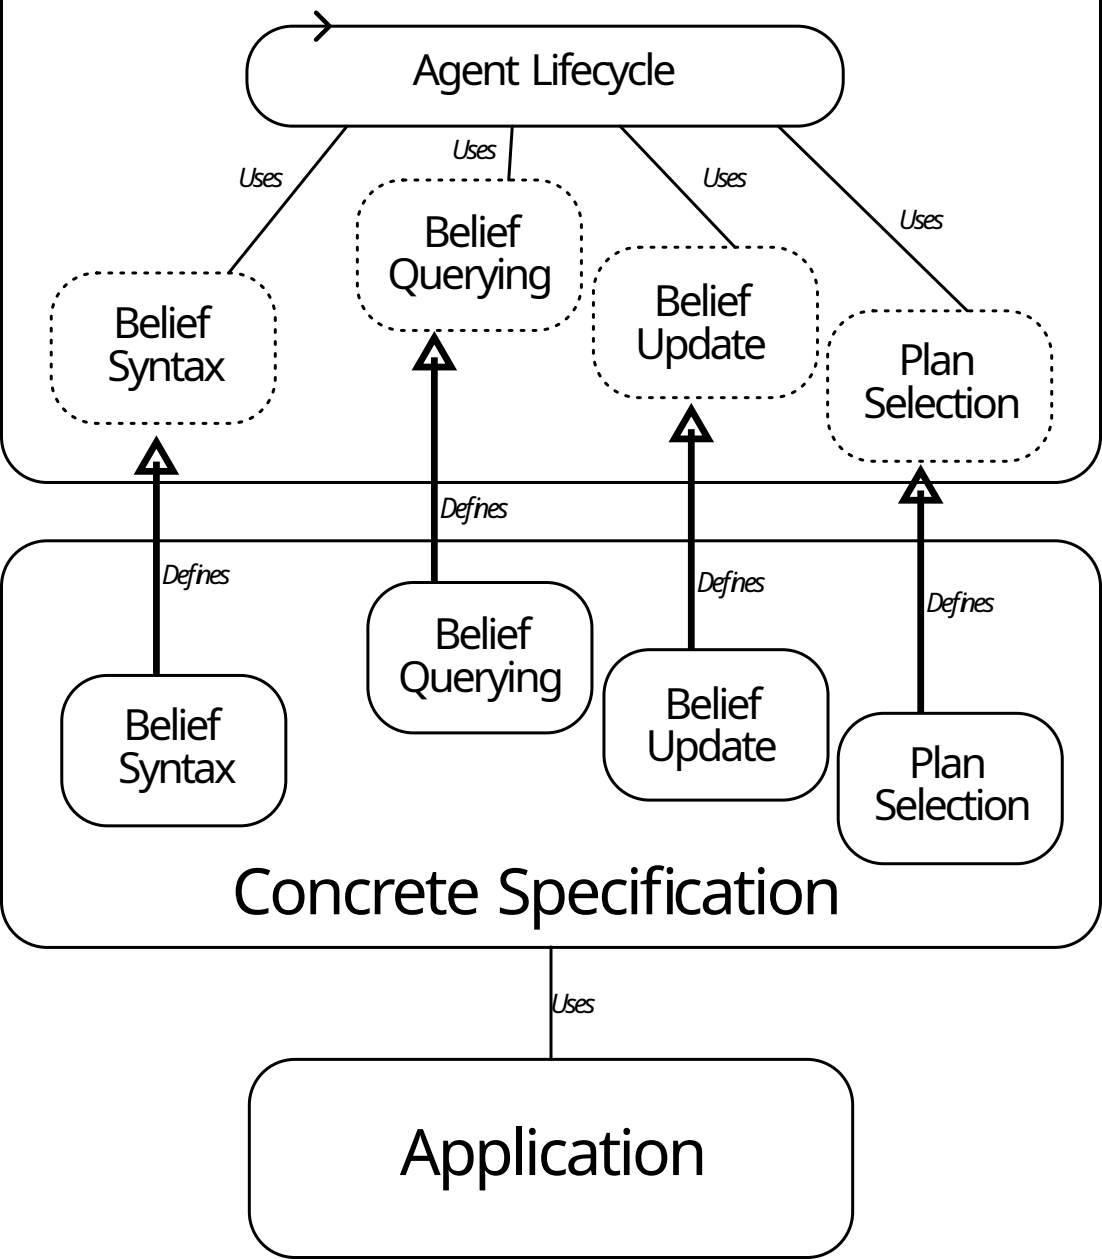 Agent Lifecycle
Uses
Uses
Uses
Uses
Belief
Querying
Belief
Syntax
Belief
Update
Plan
Selection
Defines
Defines
Defines
Defines
Belief
Querying
Belief
Syntax
Belief
Update
Plan
Selection
Concrete Specification
Uses
Application